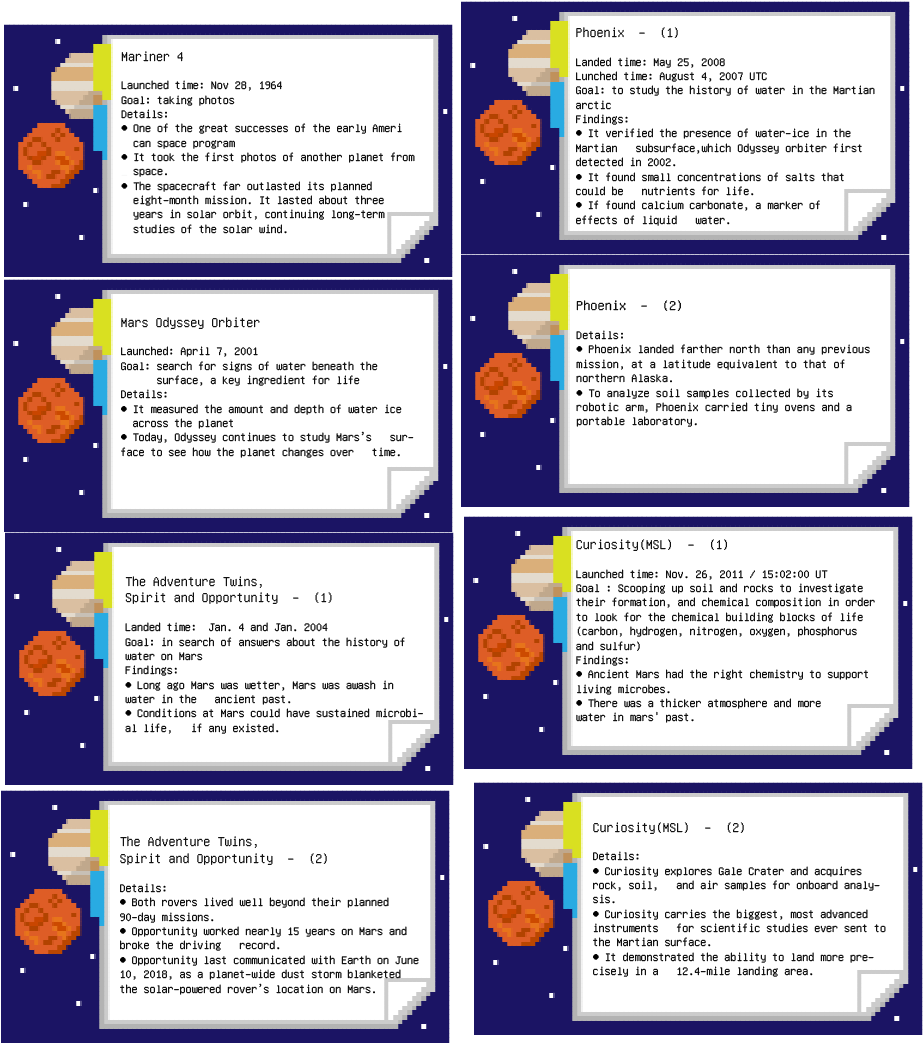 Mariner 4
Launched time: Nov 28, 1964
Goal: taking photos
Details:
● One of the great successes of the early Ameri
can space program
● It took the first photos of another planet from
space.
● The spacecraft far outlasted its planned
eight-month mission. It lasted about three
years in solar orbit, continuing long-term
studies of the solar wind.
Mars Odyssey Orbiter
Launched: April 7, 2001
Goal: search for signs of water beneath the
surface, a key ingredient for life
Details:
● It measured the amount and depth of water ice
across the planet
● Today, Odyssey continues to study Mars's sur-
face to see how the planet changes over time.
The Adventure Twins,
Spirit and Opportunity - (1)
Landed time: Jan. 4 and Jan. 2004
Goal: in search of answers about the history of
water on Mars
Findings:
● Long ago Mars was wetter, Mars was awash in
water in the ancient past.
● Conditions at Mars could have sustained microbi-
al life, if any existed.
The Adventure Twins,
Spirit and Opportunity - (2)
Details:
● Both rovers lived well beyond their planned
90-day missions.
● Opportunity worked nearly 15 years on Mars and
broke the driving record.
● Opportunity last communicated with Earth on June
10, 2018, as a planet-wide dust storm blanketed
the solar-powered rover's location on Mars.
Phoenix - (1)
Landed time: May 25, 2008
Lunched time: August 4, 2007 UTC
Goal: to study the history of water in the Martian
arctic
Findings:
● It verified the presence of water-ice in the
Martian subsurface,which Odyssey orbiter first
detected in 2002.
● It found small concentrations of salts that
could be nutrients for life.
● If found calcium carbonate, a marker of
effects of liquid water.
Phoenix - (2)
Details:
● Phoenix landed farther north than any previous
mission, at a latitude equivalent to that of
northern Alaska.
● To analyze soil samples collected by its
robotic arm, Phoenix carried tiny ovens and a
portable laboratory.
Curiosity(MSL) - (1)
Launched time: Nov. 26, 2011 / 15:02:00 UT
Goal : Scooping up soil and rocks to investigate
their formation, and chemical composition in order
to look for the chemical building blocks of life
(carbon, hydrogen, nitrogen, oxygen, phosphorus
and sulfur)
Findings:
● Ancient Mars had the right chemistry to support
living microbes.
● There was a thicker atmosphere and more
water in mars' past.
Curiosity(MSL) - (2)
Details:
● Curiosity explores Gale Crater and acquires
rock, soil, and air samples for onboard analy-
sis.
● Curiosity carries the biggest, most advanced
instruments for scientific studies ever sent to
the Martian surface.
● It demonstrated the ability to land more pre-
cisely in a 12.4-mile landing area.